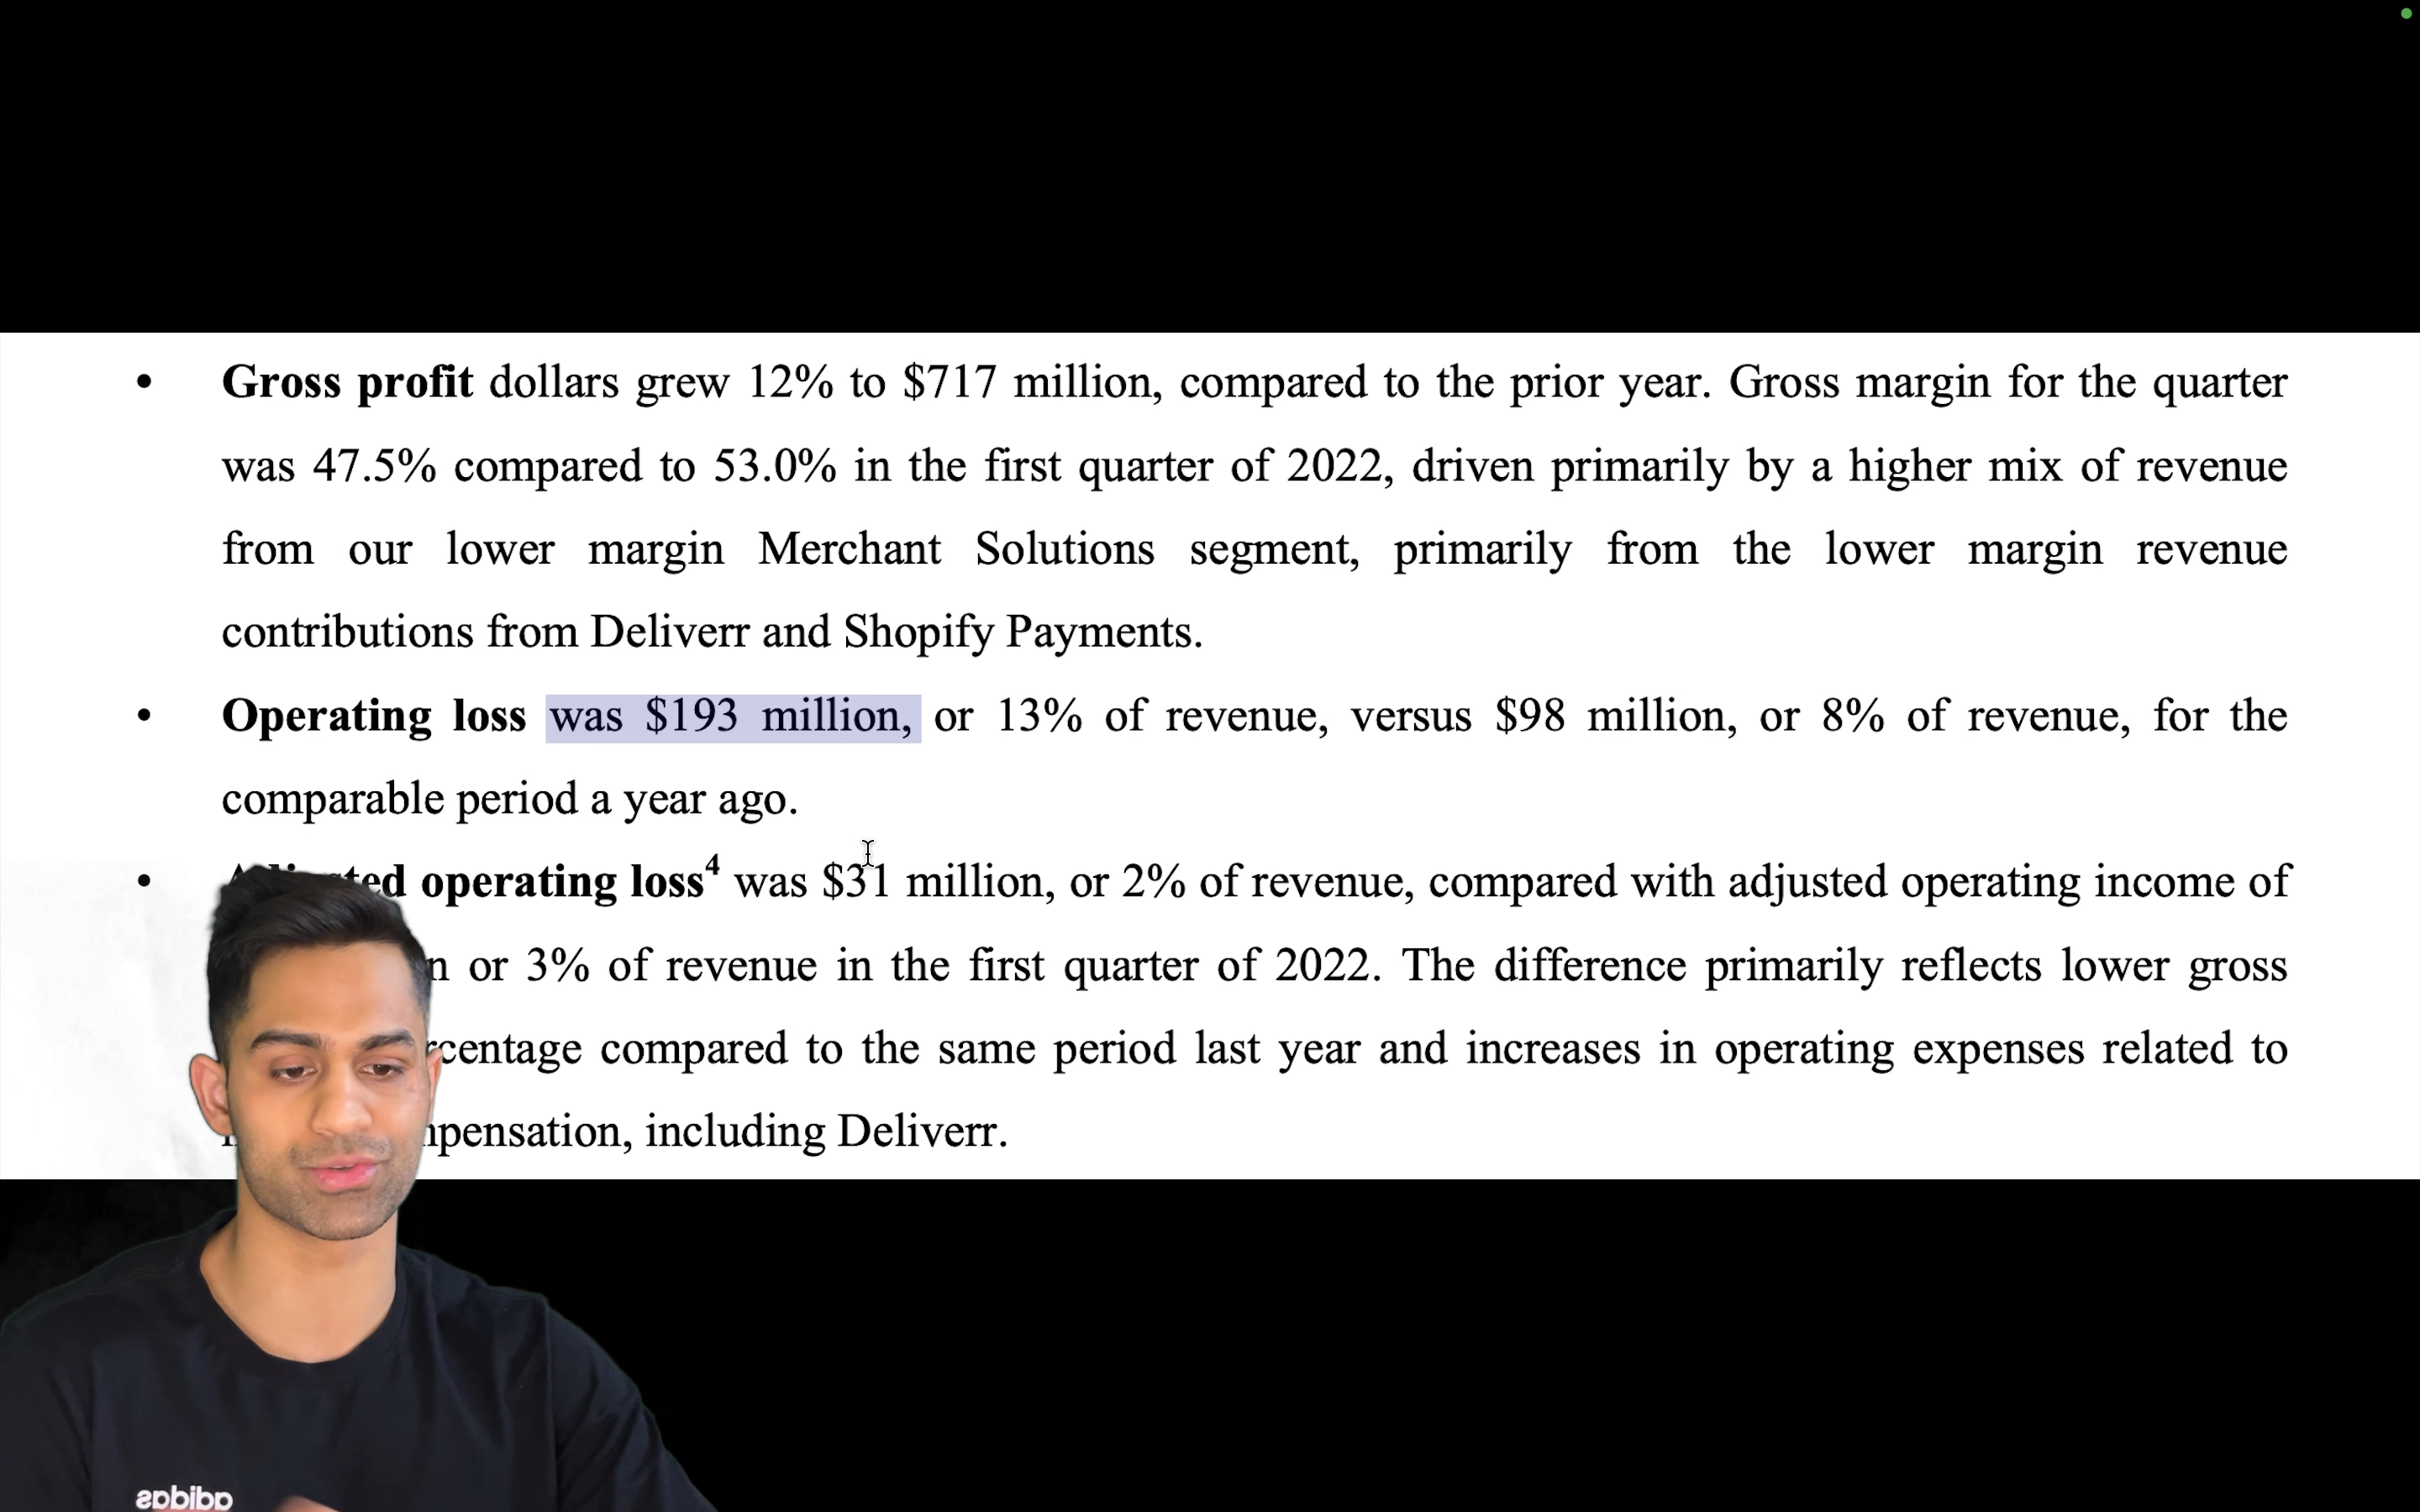 • Gross profit dollars grew 12% to $717 million, compared to the prior year. Gross margin for the quarter
was 47.5% compared to 53.0% in the first quarter of 2022, driven primarily by a higher mix of revenue
from our lower margin Merchant Solutions segment, primarily from the lower margin revenue
contributions from Deliverr and Shopify Payments.
• Operating loss was $193 million, or 13% of revenue, versus $98 million, or 8% of revenue, for the
comparable period a year ago.
• Adjusted operating loss4 was $31 million, or 2% of revenue, compared with adjusted operating income of
or 3% of revenue in the first quarter of 2022. The difference primarily reflects lower gross
compared to the same period last year and increases in operating expenses related to
including Deliverr.
adidas